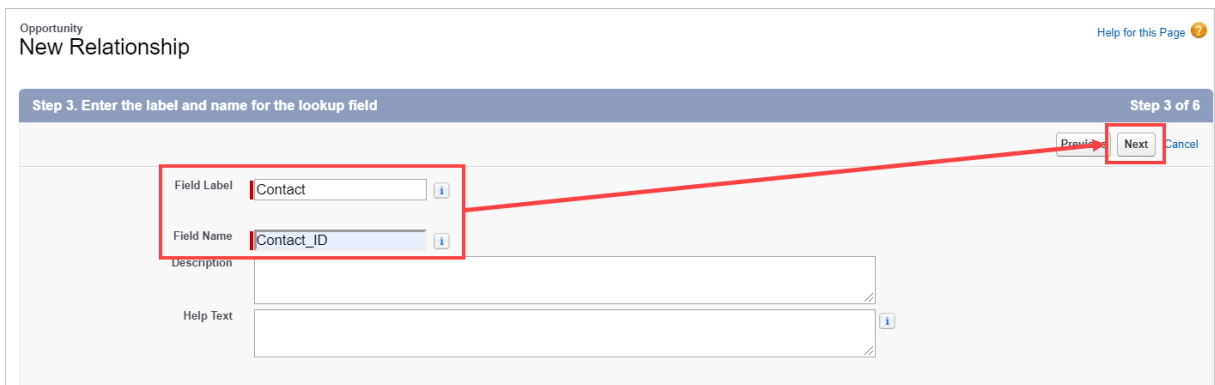 Opportunity
New Relationship
Help for this Page
Step 3. Enter the label and name for the lookup field
Step 3 of 6
Previous Next Cancel
Field Label Contact
Field Name Contact_ID
Description
Help Text